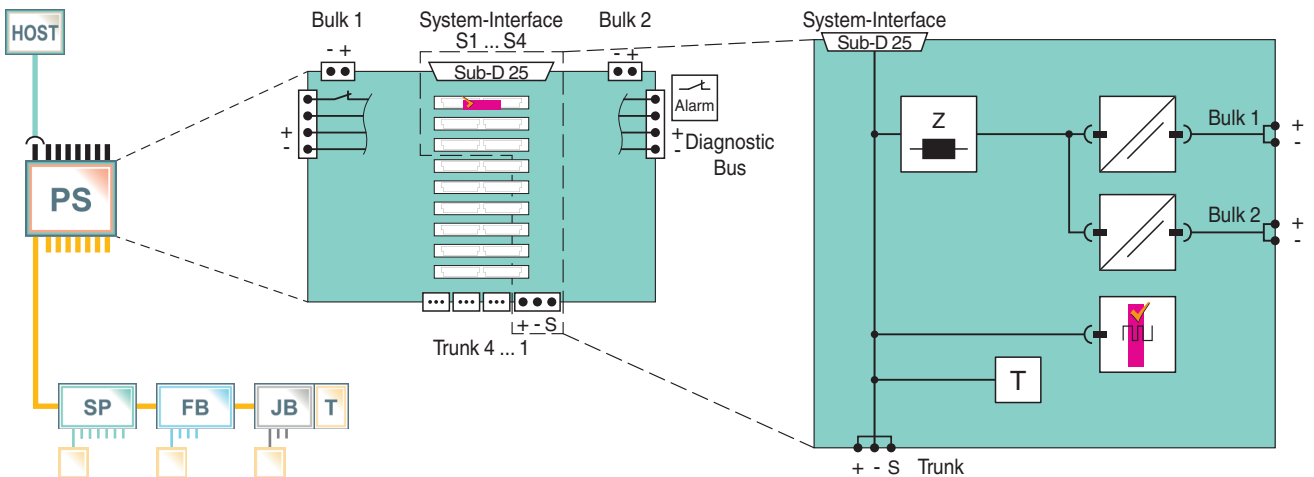 HOST
PS
SP
FB
JB
T
Bulk 1
- +
System-Interface
S1 ... S4
Sub-D 25
Bulk 2
- +
+
-
Alarm
+
-
Diagnostic
Bus
+ - S
Trunk 4 ... 1
System-Interface
Sub-D 25
Z
Bulk 1
+
-
Bulk 2
+
-
T
+ - S Trunk